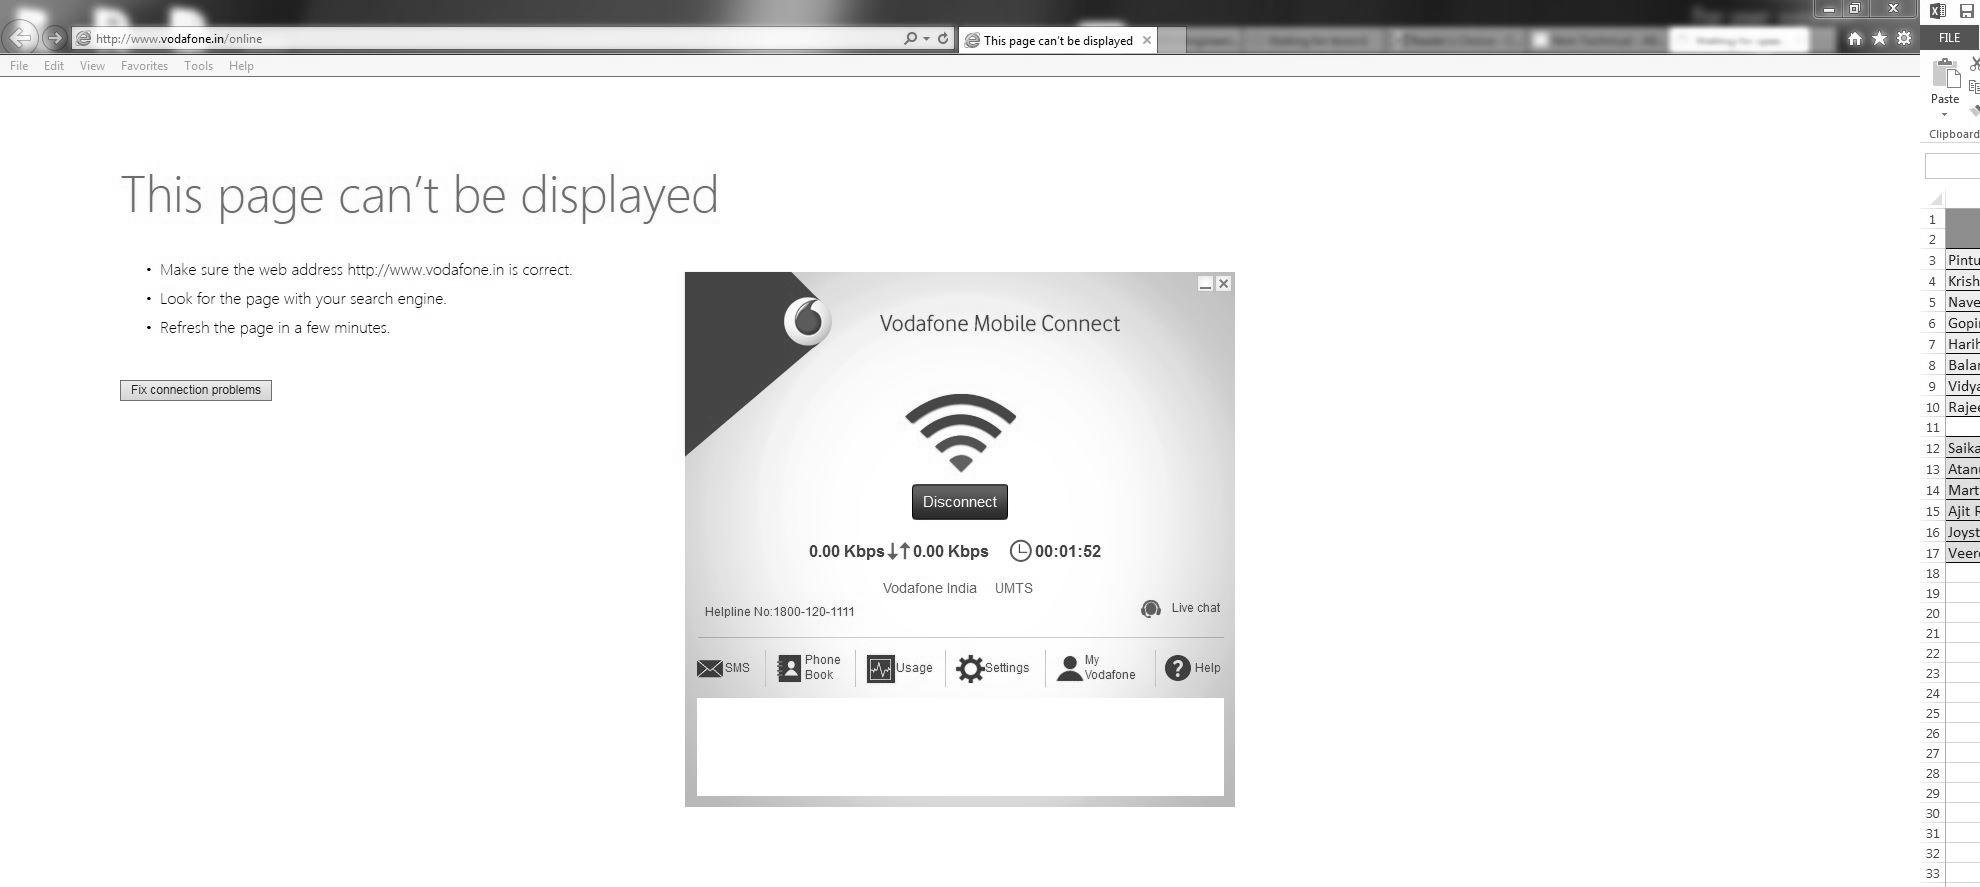 http://www.vodafone.in/online
This page can't be displayed
File Edit View Favorites Tools Help
This page can't be displayed
• Make sure the web address http://www.vodafone.in is correct.
• Look for the page with your search engine.
• Refresh the page in a few minutes.
Fix connection problems
Vodafone Mobile Connect
Disconnect
0.00 Kbps 0.00 Kbps 00:01:52
Vodafone India UMTS
Helpline No:1800-120-1111
Live chat
SMS
Phone
Book
Usage
Settings
My
Vodafone
Help
FILE
Paste
Clipboard
1
2
3 Pintu
4 Krish
5 Nave
6 Gopi
7 Harih
8 Bala
9 Vidya
10 Raje
11
12 Saika
13 Atan
14 Mart
15 Ajit R
16 Joyst
17 Veer
18
19
20
21
22
23
24
25
26
27
28
29
30
31
32
33